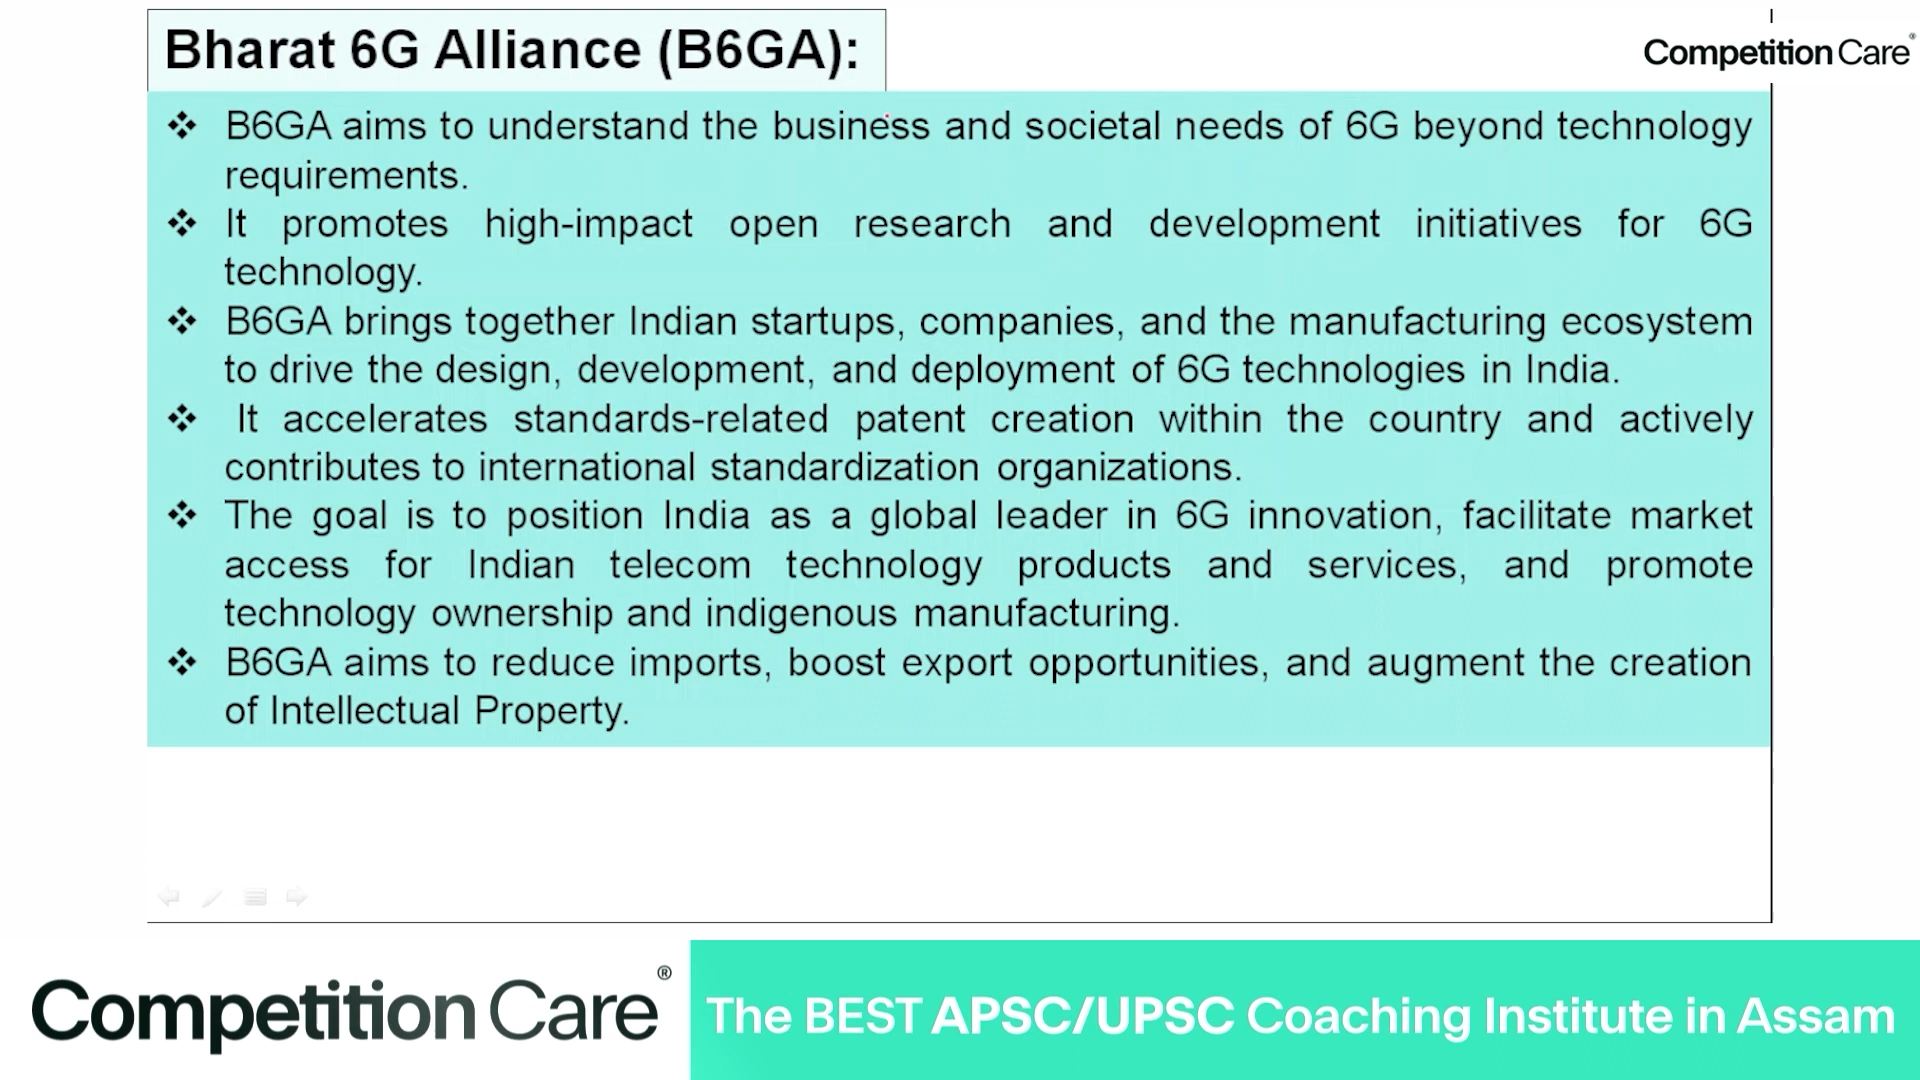 Bharat 6G Alliance (B6GA):
Competition Care®
❖ B6GA aims to understand the business and societal needs of 6G beyond technology
requirements.
❖ It promotes high-impact open research and development initiatives for 6G
technology.
❖ B6GA brings together Indian startups, companies, and the manufacturing ecosystem
to drive the design, development, and deployment of 6G technologies in India.
❖ It accelerates standards-related patent creation within the country and actively
contributes to international standardization organizations.
❖ The goal is to position India as a global leader in 6G innovation, facilitate market
access for Indian telecom technology products and services, and promote
technology ownership and indigenous manufacturing.
❖ B6GA aims to reduce imports, boost export opportunities, and augment the creation
of Intellectual Property.
Competition Care®
The BEST APSC/UPSC Coaching Institute in Assam